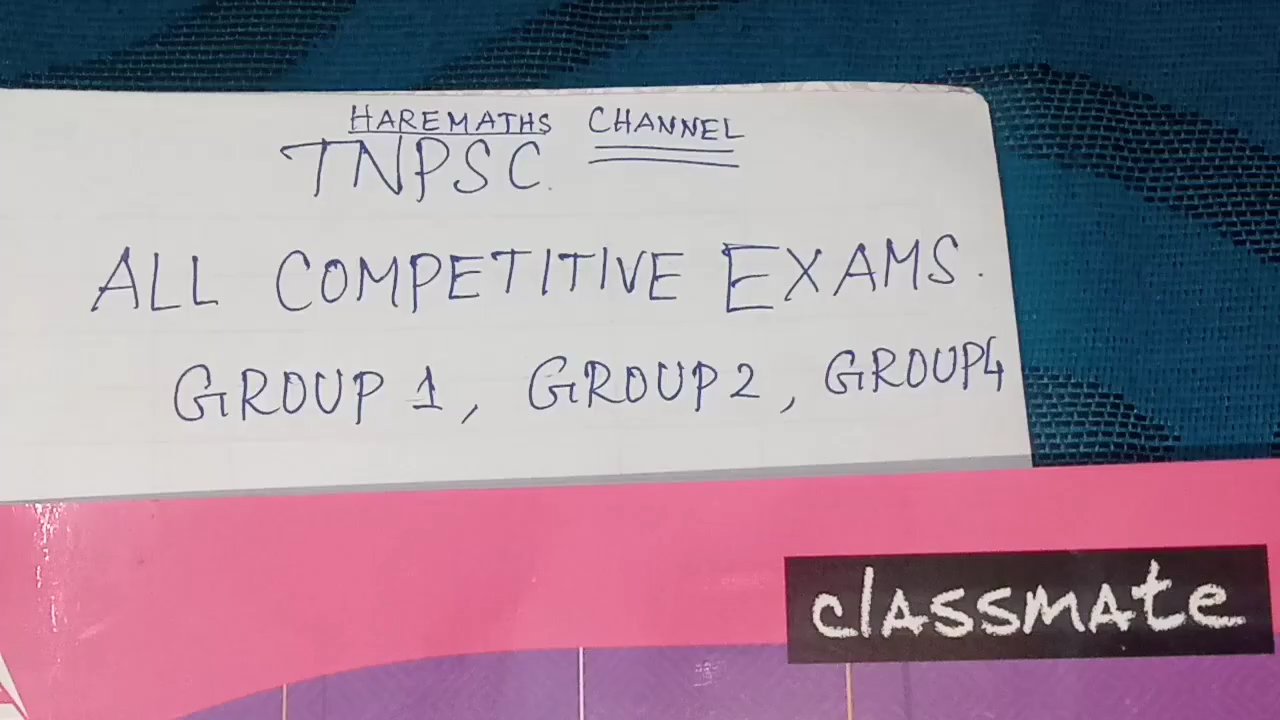 HAREMATHS CHANNEL
TNPSC.
ALL COMPETITIVE EXAMS.
GROUP 1, GROUP 2, GROUP4
classmate